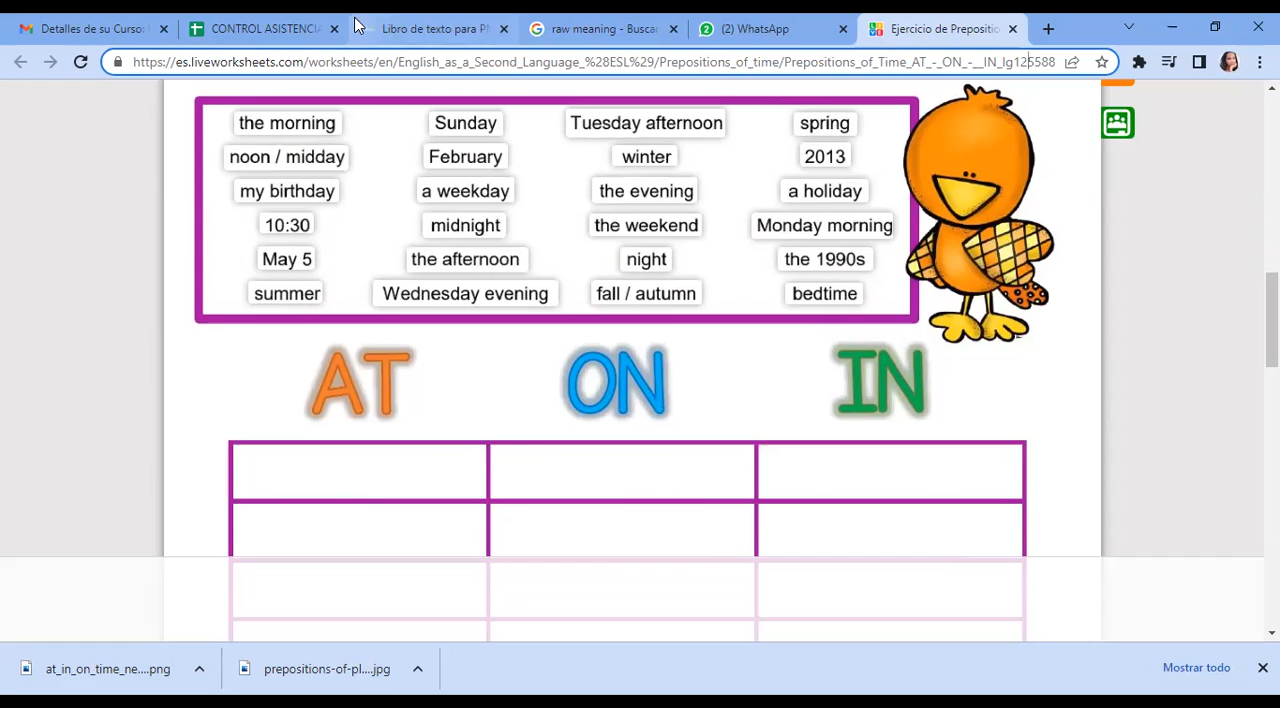 Detalles de su Curso:
CONTROL ASISTENCIA
Libro de texto para PN
raw meaning - Buscar
(2) WhatsApp
Ejercicio de Prepositio
https://es.liveworksheets.com/worksheets/en/English_as_a_Second_Language_%28ESL%29/Prepositions_of_time/Prepositions_of_Time_AT_-_ON_-__IN_lg125588
the morning Sunday Tuesday afternoon spring
noon / midday February winter 2013
my birthday a weekday the evening a holiday
10:30 midnight the weekend Monday morning
May 5 the afternoon night the 1990s
summer Wednesday evening fall / autumn bedtime
AT ON IN
at_in_on_time_ne....png
prepositions-of-pl....jpg
Mostrar todo